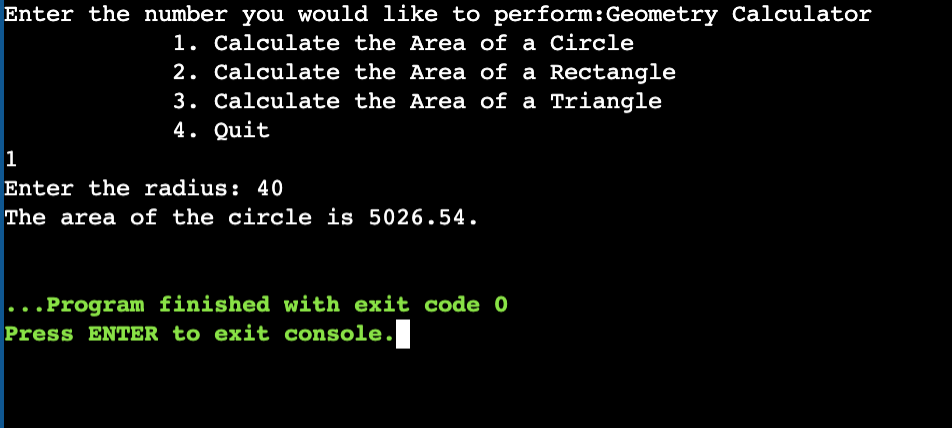 Enter the number you would like to perform:Geometry Calculator
1. Calculate the Area of a Circle
2. Calculate the Area of a Rectangle
3. Calculate the Area of a Triangle
4. Quit
1
Enter the radius: 40
The area of the circle is 5026.54.
...Program finished with exit code 0
Press ENTER to exit console.